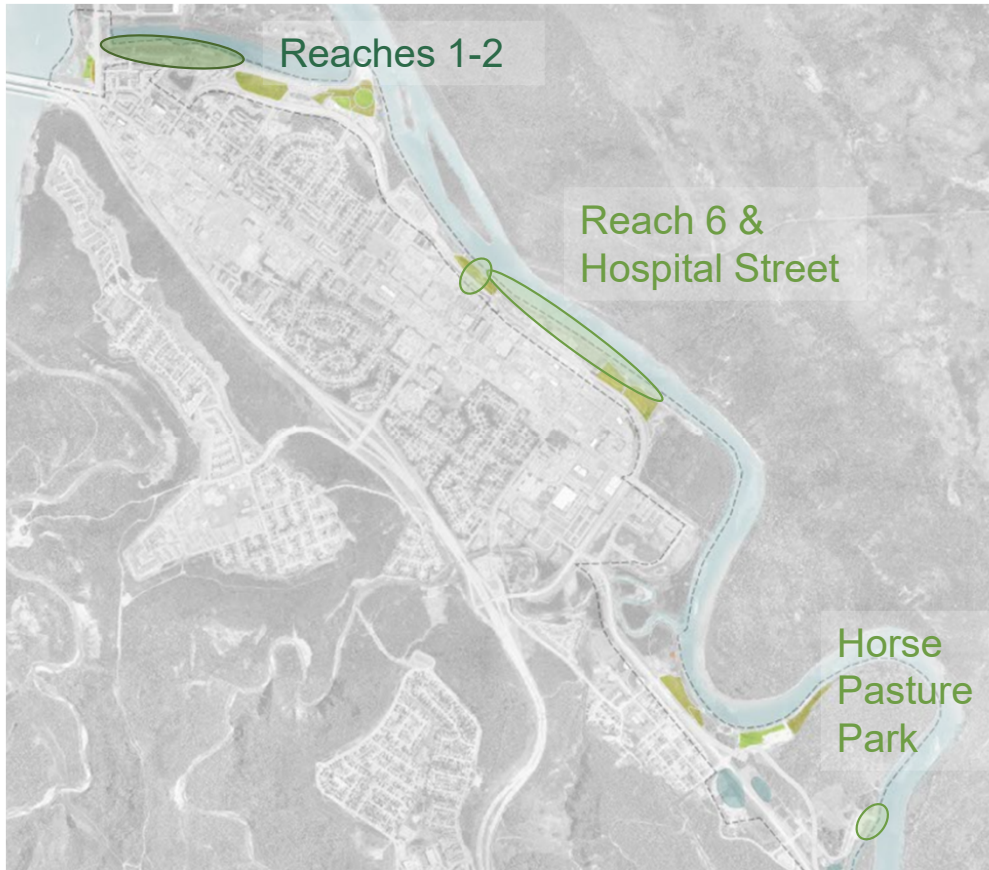 Reaches 1-2
Reach 6 &
Hospital Street
Horse
Pasture
Park